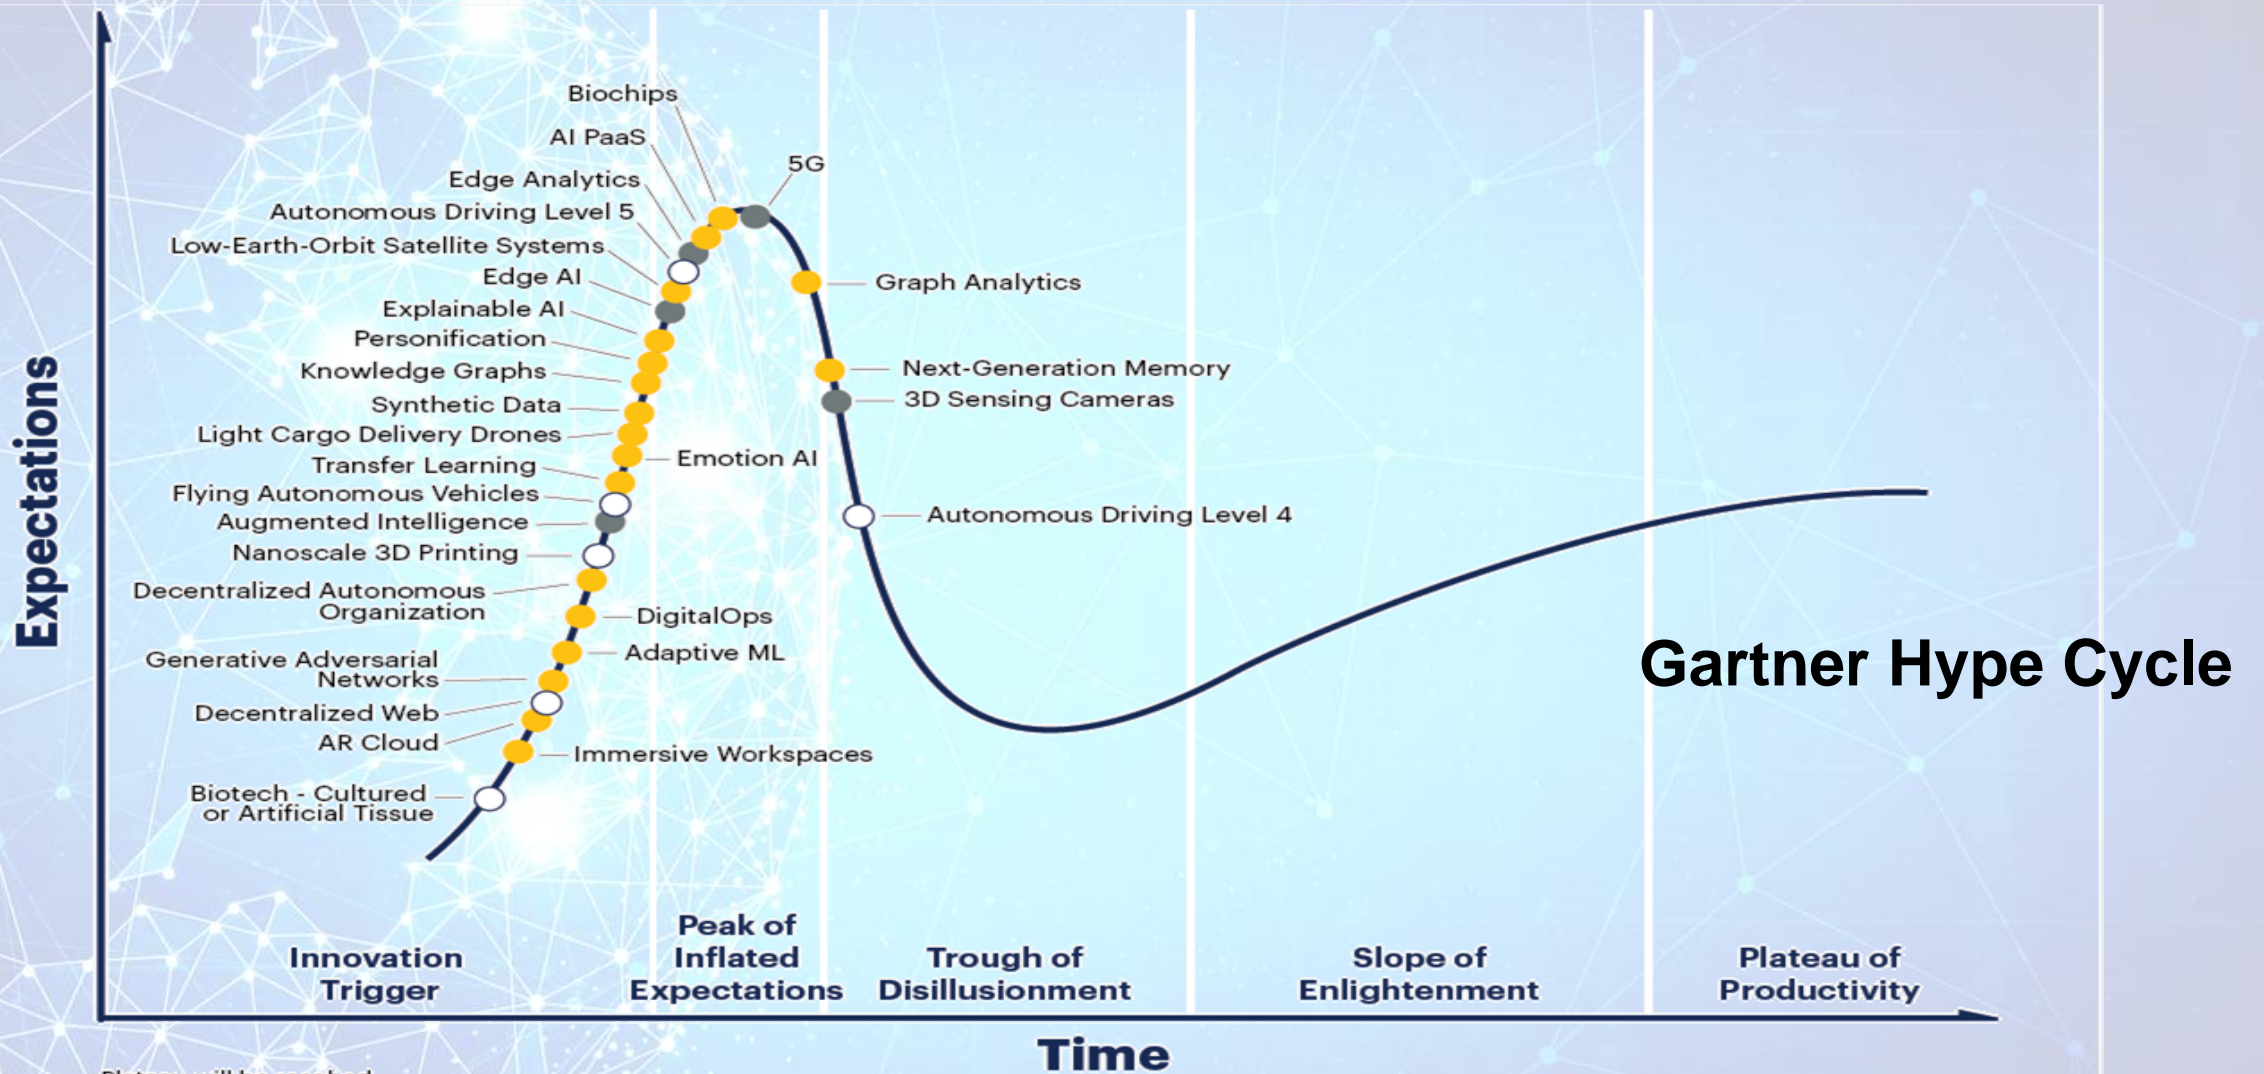 Biochips
AI PaaS
5G
Edge Analytics
Autonomous Driving Level 5
Low-Earth-Orbit Satellite Systems
Edge AI
Graph Analytics
Explainable AI
Personification
Knowledge Graphs
Next-Generation Memory
3D Sensing Cameras
Synthetic Data
Light Cargo Delivery Drones
Emotion AI
Transfer Learning
Flying Autonomous Vehicles
Augmented Intelligence
Autonomous Driving Level 4
Nanoscale 3D Printing
Decentralized Autonomous
Organization
DigitalOps
Adaptive ML
Generative Adversarial
Networks
Decentralized Web
AR Cloud
Immersive Workspaces
Biotech - Cultured
or Artificial Tissue
Expectations
Gartner Hype Cycle
Innovation
Trigger
Peak of
Inflated
Expectations
Trough of
Disillusionment
Slope of
Enlightenment
Plateau of
Productivity
Time